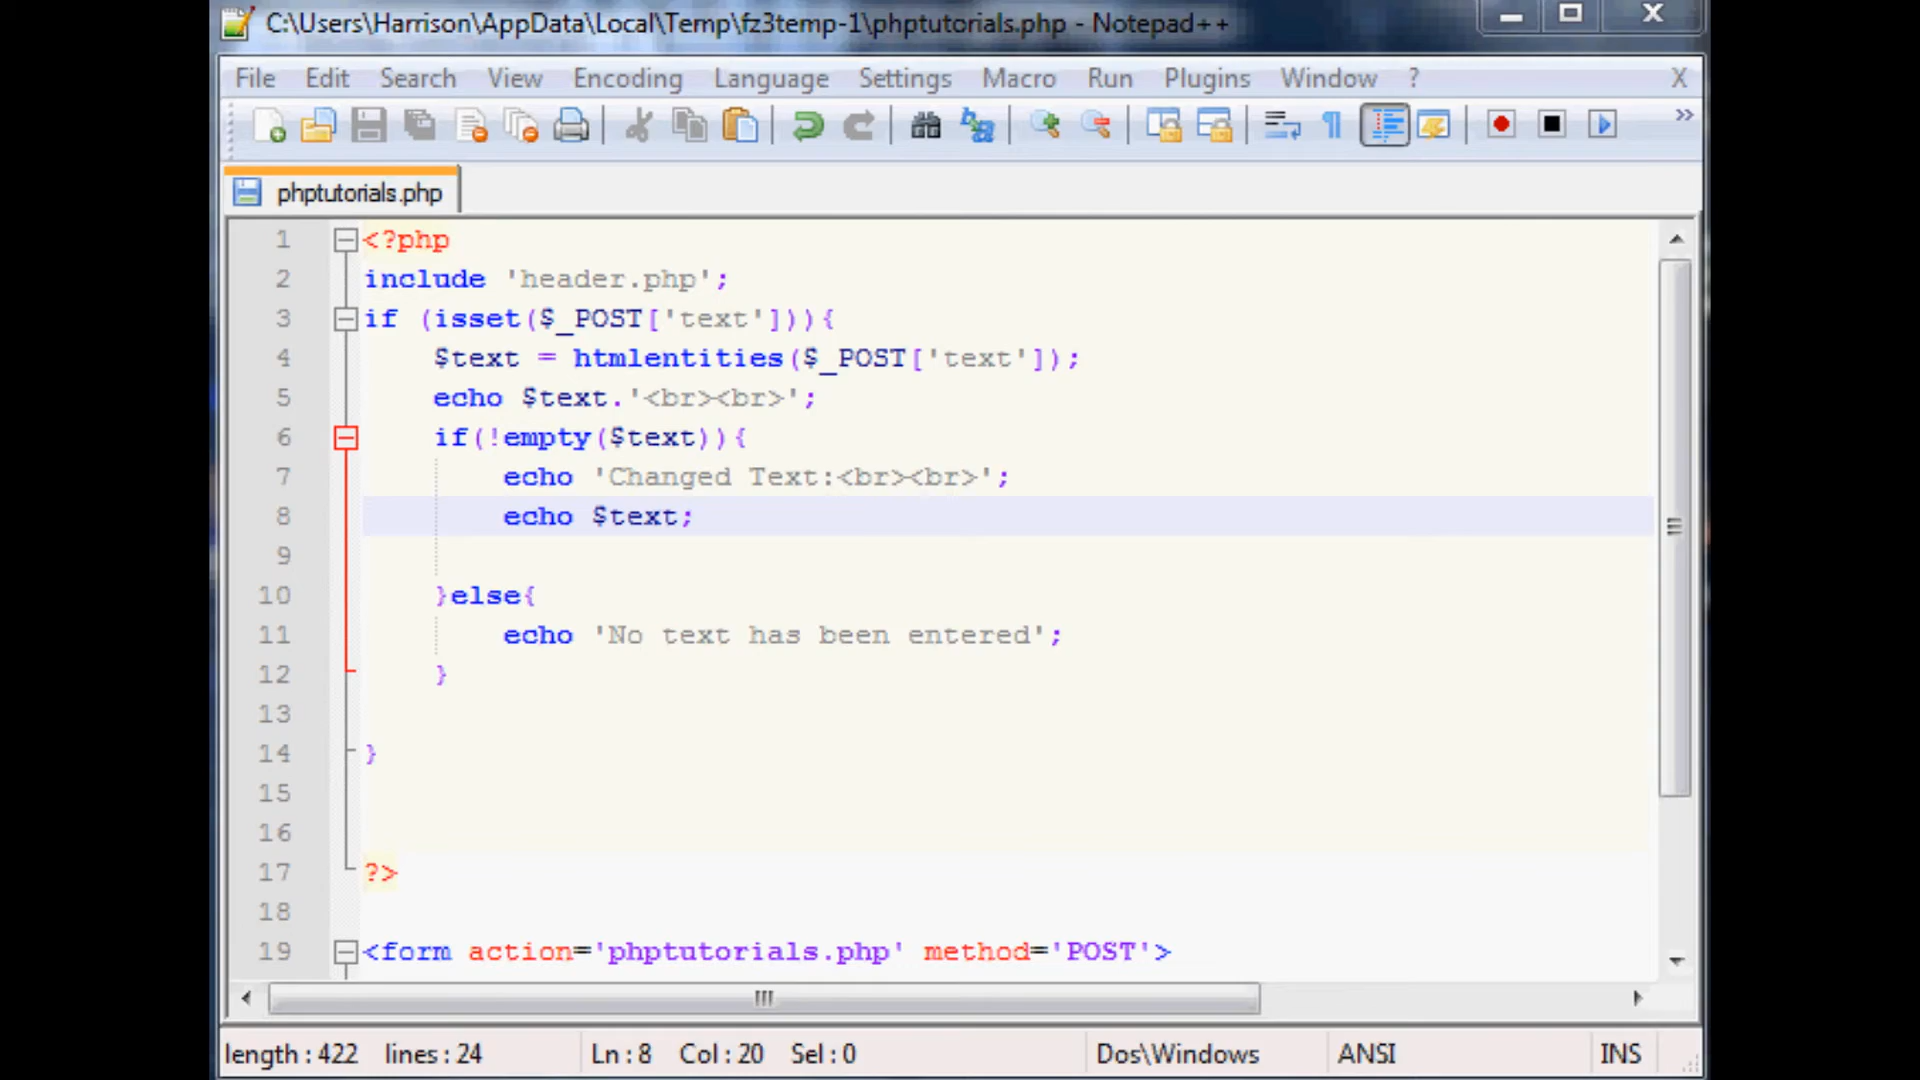 C:\Users\Harrison\AppData\Local\Temp\fz3temp-1\phptutorials.php - Notepad++
File Edit Search View Encoding Language Settings Macro Run Plugins Window ? X
phptutorials.php
1 <?php
2 include 'header.php';
3 if (isset($_POST['text'])){
4 $text = htmlentities($_POST['text']);
5 echo $text.'<br><br>';
6 if(!empty($text)){
7 echo 'Changed Text:<br><br>';
8 echo $text;
9
10 }else{
11 echo 'No text has been entered';
12 }
13
14 }
15
16
17 ?>
18
19 <form action='phptutorials.php' method='POST'>
length : 422 lines : 24 Ln : 8 Col : 20 Sel : 0 Dos\Windows ANSI INS